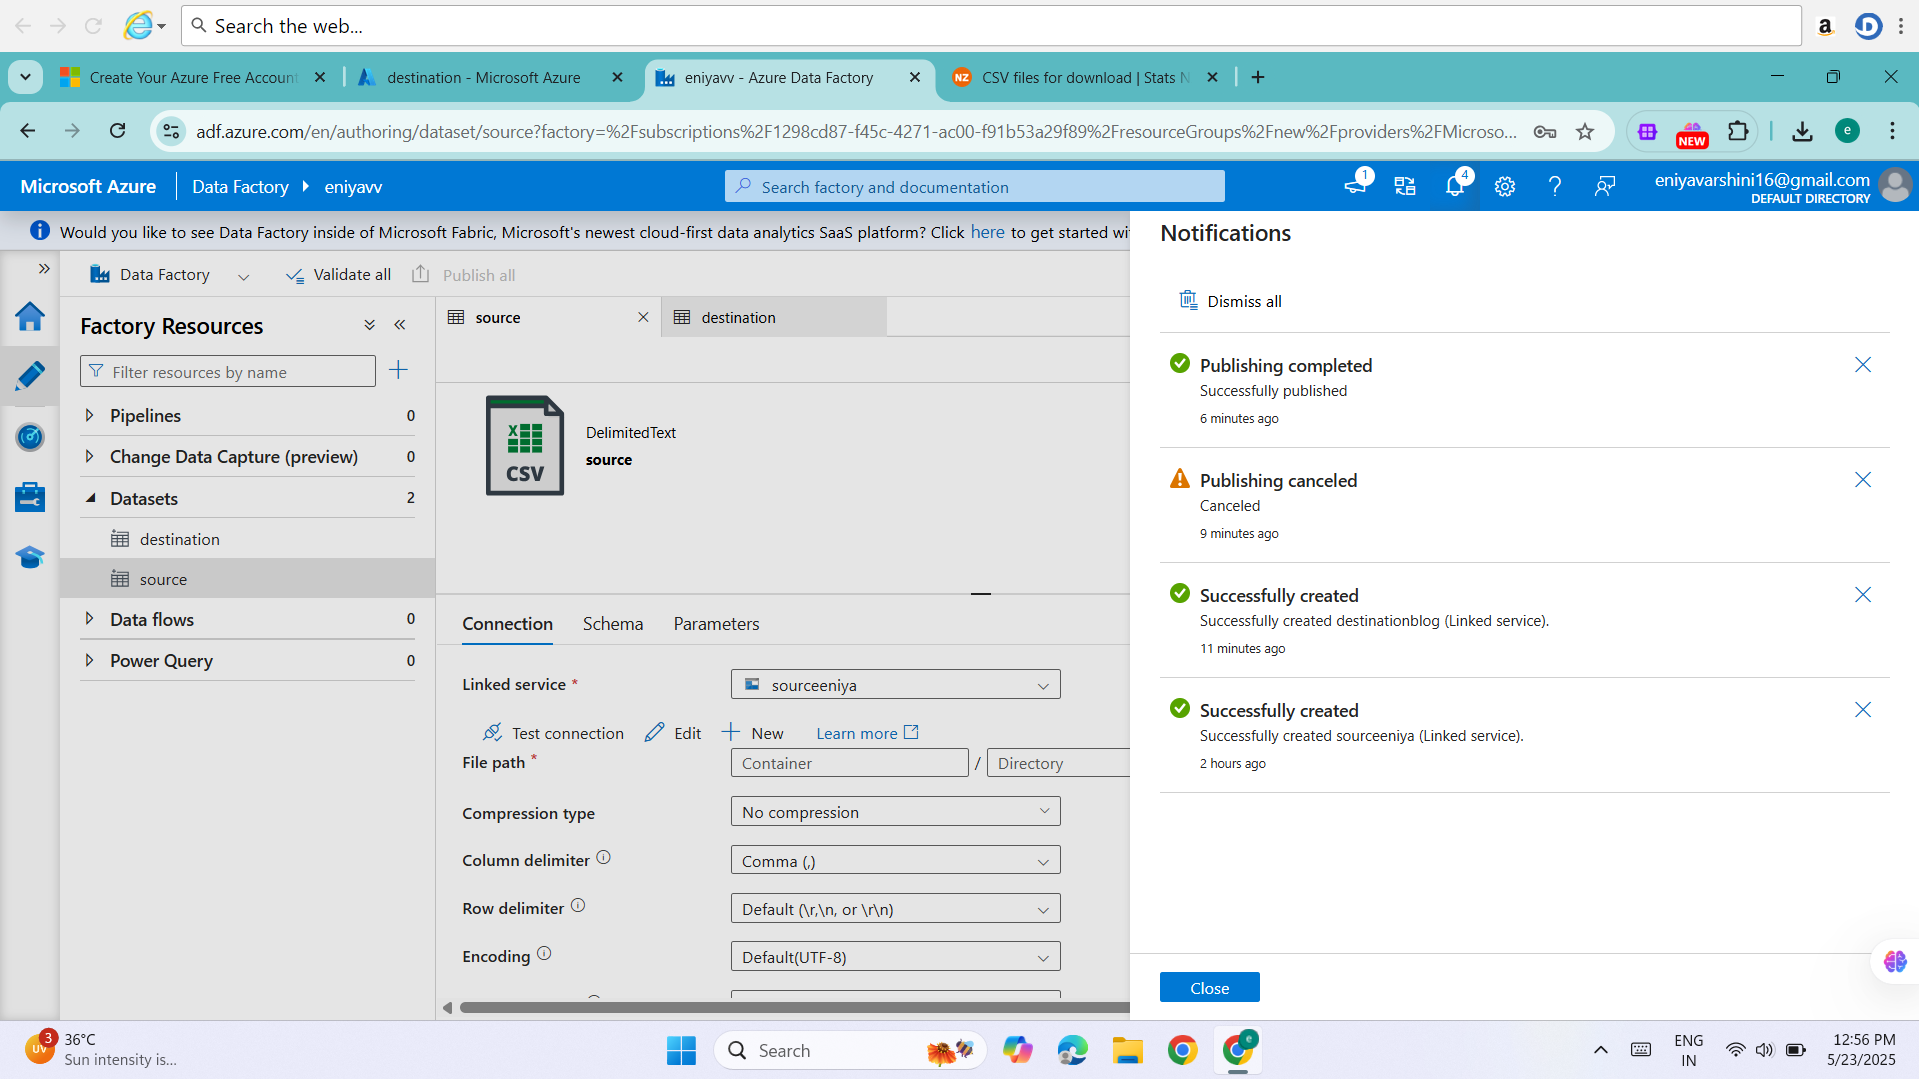 Search the web...
a
D
Create Your Azure Free Account
destination - Microsoft Azure
eniyavv - Azure Data Factory
NZ
CSV files for download | Stats N
adf.azure.com/en/authoring/dataset/source?factory=%2Fsubscriptions%2F1298cd87-f45c-4271-ac00-f91b53a29f89%2FresourceGroups%2Fnew%2Fproviders%2FMicroso...
NEW
e
Microsoft Azure
Data Factory
eniyavv
Search factory and documentation
1
4
eniyavarshini16@gmail.com
DEFAULT DIRECTORY
Would you like to see Data Factory inside of Microsoft Fabric, Microsoft's newest cloud-first data analytics SaaS platform? Click here to get started wi
Data Factory
Validate all
Publish all
Factory Resources
Filter resources by name
Pipelines 0
Change Data Capture (preview) 0
Datasets 2
destination
source
Data flows 0
Power Query 0
source
destination
X
CSV
DelimitedText
source
Connection
Schema
Parameters
Linked service *
sourceeniya
Test connection
Edit
New
Learn more
File path *
Container
/
Directory
Compression type
No compression
Column delimiter
Comma (,)
Row delimiter
Default (\r,\n, or \r\n)
Encoding
Default(UTF-8)
Notifications
Dismiss all
Publishing completed
Successfully published
6 minutes ago
Publishing canceled
Canceled
9 minutes ago
Successfully created
Successfully created destinationblog (Linked service).
11 minutes ago
Successfully created
Successfully created sourceeniya (Linked service).
2 hours ago
Close
UV
3
36°C
Sun intensity is...
Search
e
ENG
IN
12:56 PM
5/23/2025